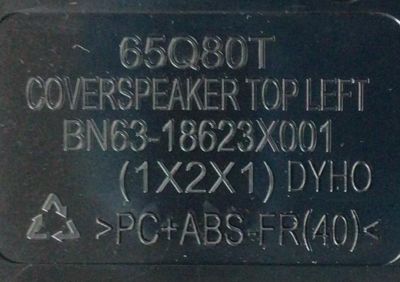 65Q80T
COVERSPEAKER TOP LEFT
BN63-18623X001
(1X2X1) DYHO
>PC+ABS-FR(40)<